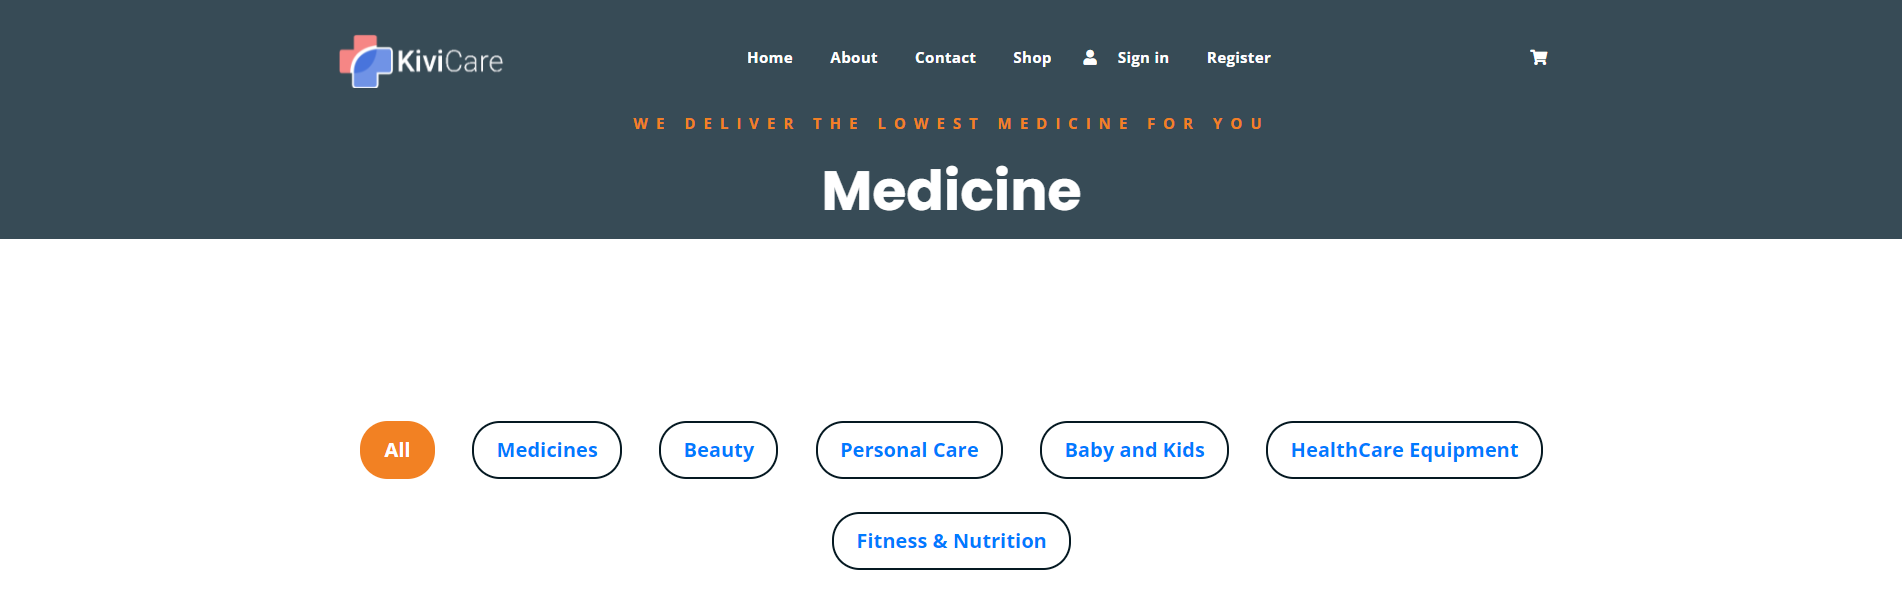 KiviCare
Home About Contact Shop Sign in Register
WE DELIVER THE LOWEST MEDICINE FOR YOU
Medicine
All Medicines Beauty Personal Care Baby and Kids HealthCare Equipment
Fitness & Nutrition